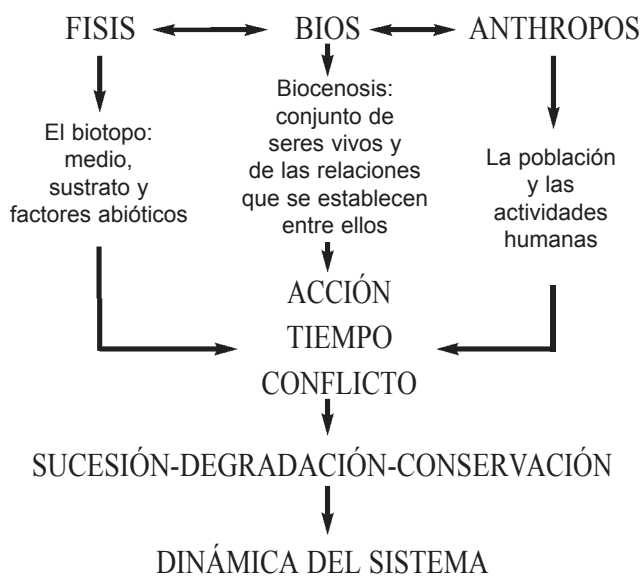 FISIS BIOS ANTHROPOS
El biotopo:
medio,
sustrato y
factores abióticos
Biocenosis:
conjunto de
seres vivos y
de las relaciones
que se establecen
entre ellos
La población
y las
actividades
humanas
ACCIÓN
TIEMPO
CONFLICTO
SUCESIÓN-DEGRADACIÓN-CONSERVACIÓN
DINÁMICA DEL SISTEMA